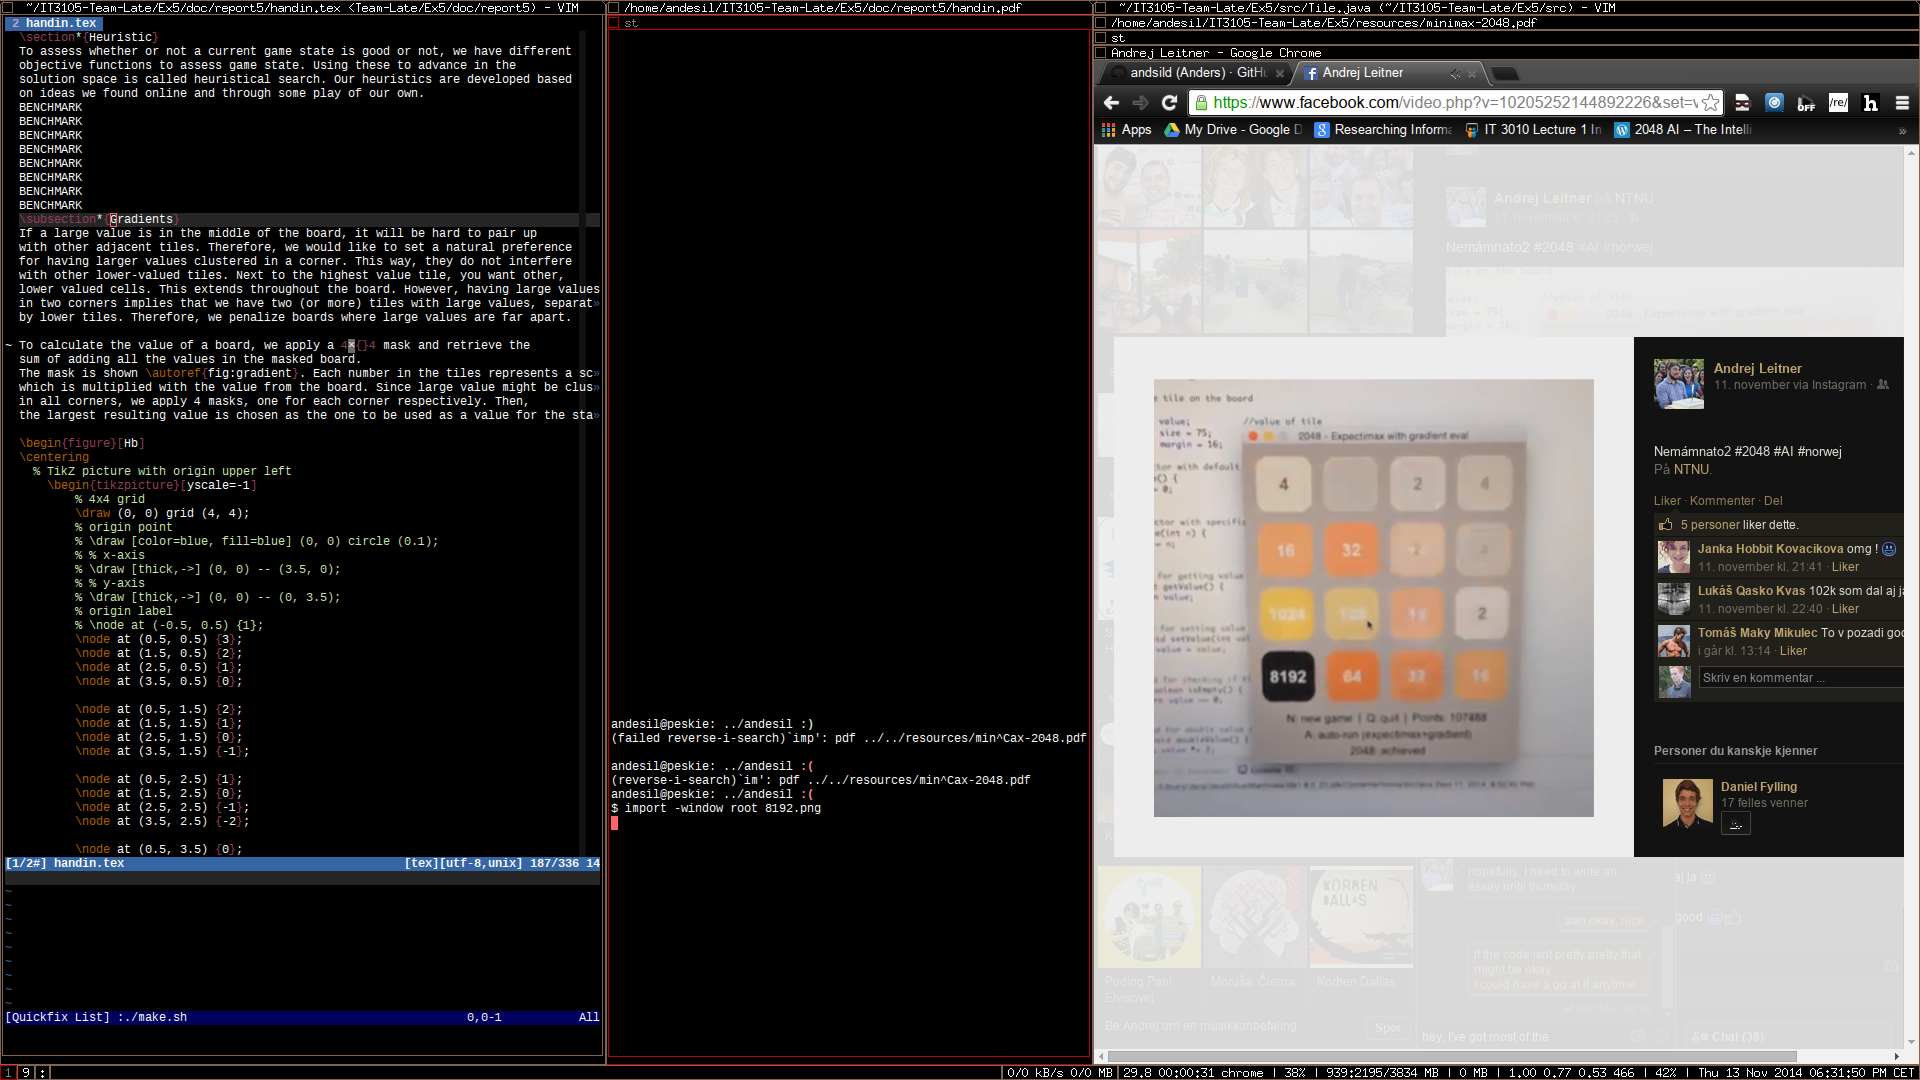 ~/IT3105-Team-Late/Ex5/doc/report5/handin.tex <Team-Late/Ex5/doc/report5) - VIM
2 handin.tex
\section*{Heuristic}
To assess whether or not a current game state is good or not, we have different
objective functions to assess game state. Using these to advance in the
solution space is called heuristical search. Our heuristics are developed based
on ideas we found online and through some play of our own.
BENCHMARK
BENCHMARK
BENCHMARK
BENCHMARK
BENCHMARK
BENCHMARK
BENCHMARK
BENCHMARK
\subsection*{Gradients}
If a large value is in the middle of the board, it will be hard to pair up
with other adjacent tiles. Therefore, we would like to set a natural preference
for having larger values clustered in a corner. This way, they do not interfere
with other lower-valued tiles. Next to the highest value tile, you want other,
lower valued cells. This extends throughout the board. However, having large values
in two corners implies that we have two (or more) tiles with large values, separat»
by lower tiles. Therefore, we penalize boards where large values are far apart.
~ To calculate the value of a board, we apply a 4×{}4 mask and retrieve the
sum of adding all the values in the masked board.
The mask is shown \autoref{fig:gradient}. Each number in the tiles represents a sc»
which is multiplied with the value from the board. Since large value might be clus»
in all corners, we apply 4 masks, one for each corner respectively. Then,
the largest resulting value is chosen as the one to be used as a value for the sta»
\begin{figure}[Hb]
\centering
% TikZ picture with origin upper left
\begin{tikzpicture}[yscale=-1]
% 4x4 grid
\draw (0, 0) grid (4, 4);
% origin point
% \draw [color=blue, fill=blue] (0, 0) circle (0.1);
% % x-axis
% \draw [thick,->] (0, 0) -- (3.5, 0);
% % y-axis
% \draw [thick,->] (0, 0) -- (0, 3.5);
% origin label
% \node at (-0.5, 0.5) {1};
\node at (0.5, 0.5) {3};
\node at (1.5, 0.5) {2};
\node at (2.5, 0.5) {1};
\node at (3.5, 0.5) {0};
\node at (0.5, 1.5) {2};
\node at (1.5, 1.5) {1};
\node at (2.5, 1.5) {0};
\node at (3.5, 1.5) {-1};
\node at (0.5, 2.5) {1};
\node at (1.5, 2.5) {0};
\node at (2.5, 2.5) {-1};
\node at (3.5, 2.5) {-2};
\node at (0.5, 3.5) {0};
[1/2#] handin.tex [tex][utf-8,unix] 187/336 14
[Quickfix List] :./make.sh 0,0-1 All
/home/andesil/IT3105-Team-Late/Ex5/doc/report5/handin.pdf
st
andesil@peskie: ../andesil :)
(failed reverse-i-search)`imp': pdf ../../resources/min^Cax-2048.pdf
andesil@peskie: ../andesil :(
(reverse-i-search)`im': pdf ../../resources/min^Cax-2048.pdf
andesil@peskie: ../andesil :(
$ import -window root 8192.png
~/IT3105-Team-Late/Ex5/src/Tile.java (~/IT3105-Team-Late/Ex5/src) - VIM
/home/andesil/IT3105-Team-Late/Ex5/resources/minimax-2048.pdf
st
Andrej Leitner - Google Chrome
andsild (Anders) · GitHu
Andrej Leitner
https://www.facebook.com/video.php?v=10205252144892226&set=v
OFF /re/ h
Apps My Drive - Google D Researching Informa IT 3010 Lecture 1 In 2048 AI – The Intelli »
Andrej Leitner på NTNU
11. november kl. 21:23
Nemámnato2 #2048 #AI #norwej
e tile on the board
value; //value of tile
size = 75;
margin = 16;
2048 - Expectimax with gradient eval
4 2 4
16 32 2 4
1024 128 16 2
8192 64 32 16
N: new game | Q: quit | Points: 107488
A: auto-run (expectimax+gradient)
2048: achieved
Andrej Leitner
11. november via Instagram ·
Nemámnato2 #2048 #AI #norwej
På NTNU.
Liker · Kommenter · Del
5 personer liker dette.
Janka Hobbit Kovacikova omg !
11. november kl. 21:41 · Liker
Lukáš Qasko Kvas 102k som dal aj ja
11. november kl. 22:40 · Liker
Tomáš Maky Mikulec To v pozadi goo
i går kl. 13:14 · Liker
Skriv en kommentar ...
Personer du kanskje kjenner
Daniel Fylling
17 felles venner
KORBEN DALLAS
Puding Pani Elvisovej
Moruša: Čierna
Korben Dallas
Be Andrej om en musikkanbefaling
Spør
hopefully, i need to write an
essay until thursday
aah okay, nice
if the code isnt pretty pretty that
might be okay.
I could have a go at it anytime
hey, I've got most of the
good
Chat (38)
1 9 :
0/0 kB/s 0/0 MB | 29.8 00:00:31 chrome | 38% | 939:2195/3834 MB | 0 MB | 1.00 0.77 0.53 466 | 42% | Thu 13 Nov 2014 06:31:50 PM CET